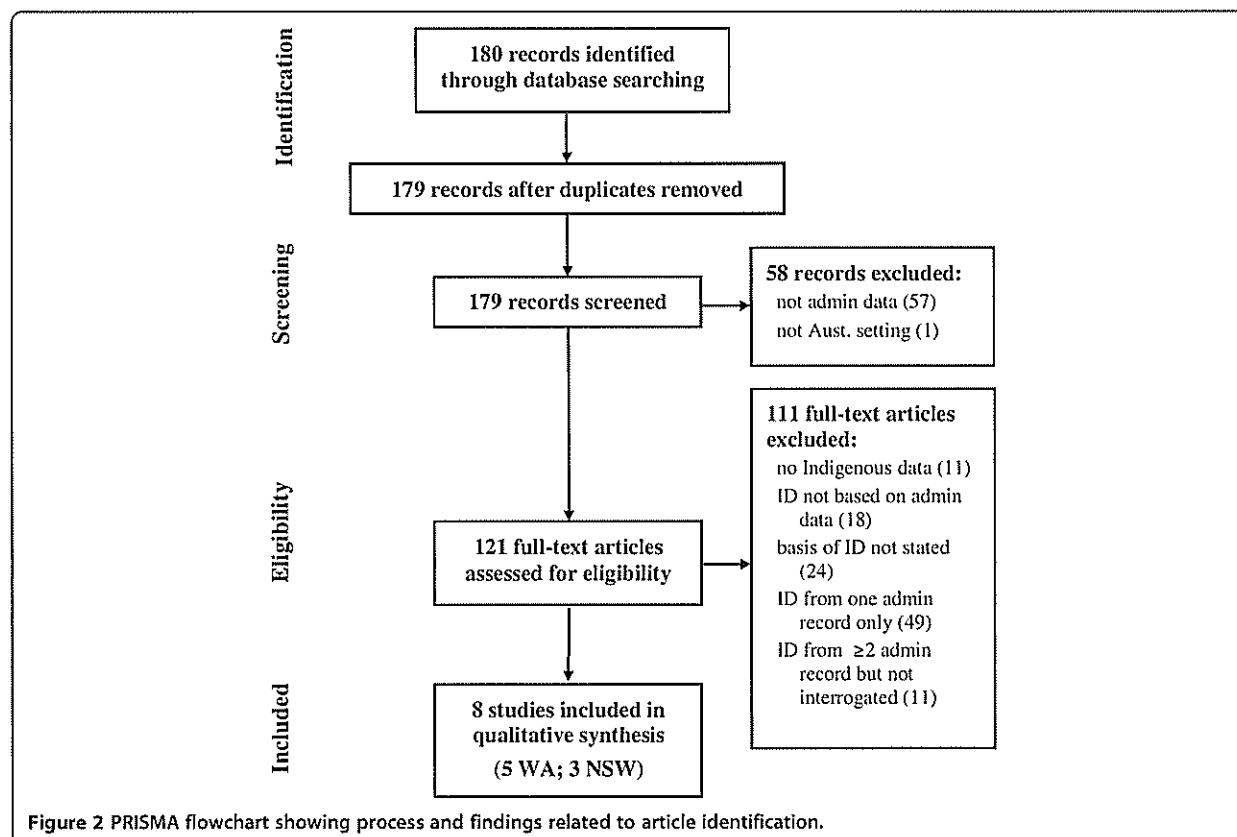 Identification
180 records identified
through database searching
179 records after duplicates removed
Screening
179 records screened
58 records excluded:
not admin data (57)
not Aust. setting (1)
Eligibility
121 full-text articles
assessed for eligibility
111 full-text articles
excluded:
no Indigenous data (11)
ID not based on admin
data (18)
basis of ID not stated
(24)
ID from one admin
record only (49)
ID from ≥2 admin
record but not
interrogated (11)
Included
8 studies included in
qualitative synthesis
(5 WA; 3 NSW)
Figure 2 PRISMA flowchart showing process and findings related to article identification.